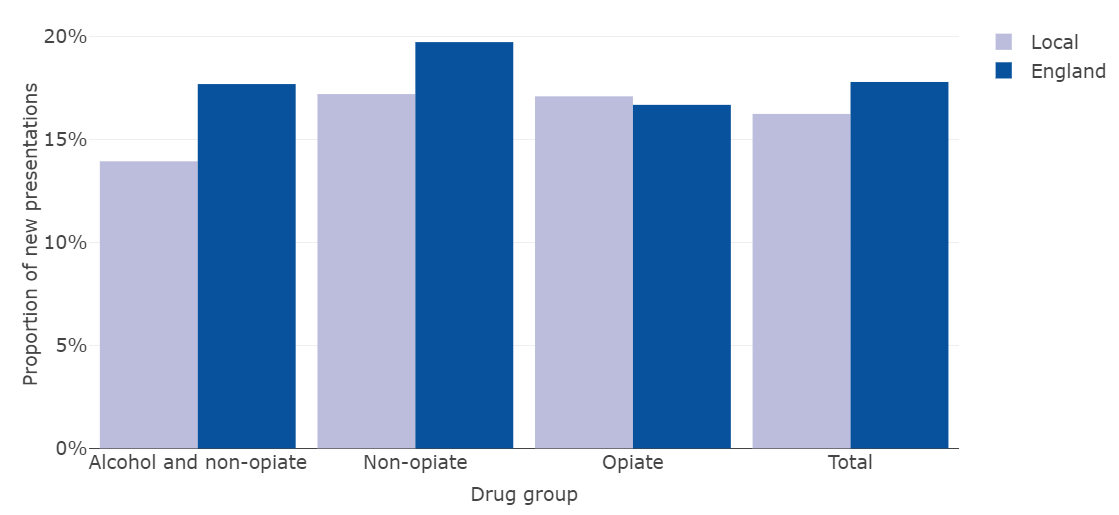 20%
15%
10%
5%
0%
Proportion of new presentations
Alcohol and non-opiate
Non-opiate
Opiate
Total
Drug group
Local
England